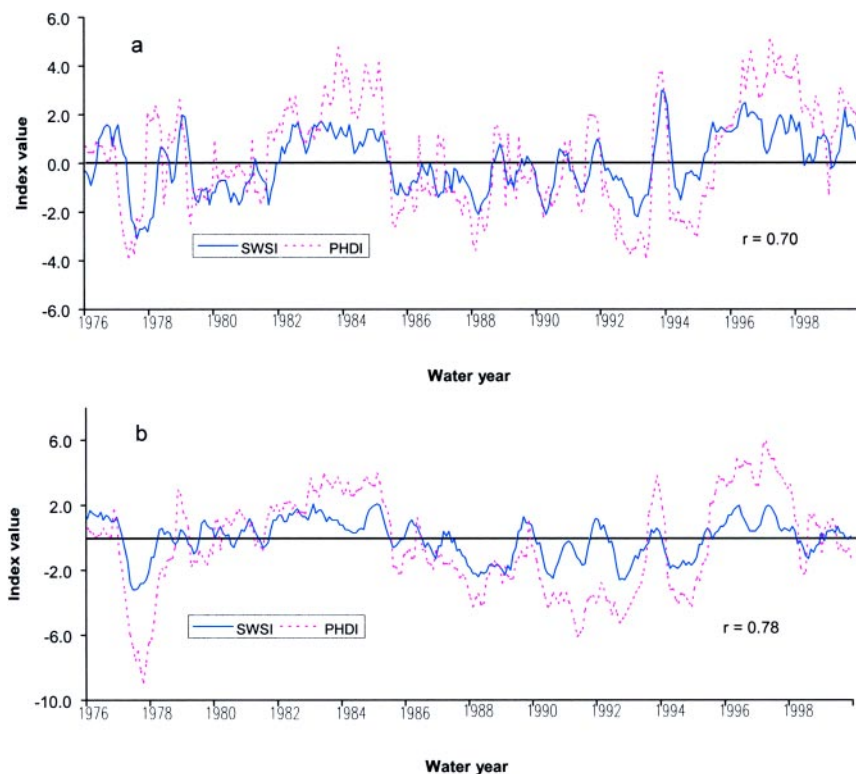 a
6.0
4.0
2.0
0.0
-2.0
-4.0
-6.0
Index value
SWSI PHDI
r = 0.70
1976 1978 1980 1982 1984 1986 1988 1990 1992 1994 1996 1998
Water year
b
6.0
2.0
-2.0
-6.0
-10.0
Index value
SWSI PHDI
r = 0.78
1976 1978 1980 1982 1984 1986 1988 1990 1992 1994 1996 1998
Water year